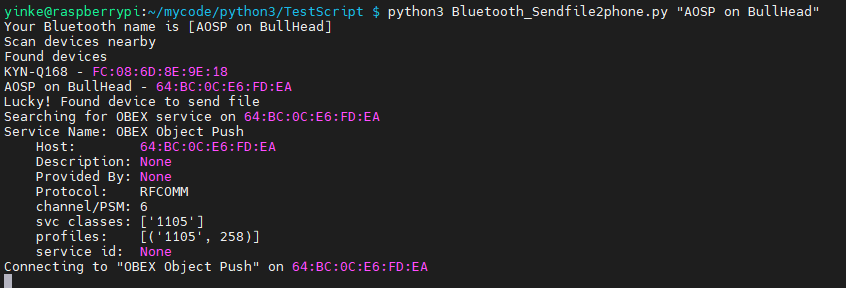 yinke@raspberrypi:~/mycode/python3/TestScript $ python3 Bluetooth_Sendfile2phone.py "AOSP on BullHead"
Your Bluetooth name is [AOSP on BullHead]
Scan devices nearby
Found devices
KYN-Q168 - FC:08:6D:8E:9E:18
AOSP on BullHead - 64:BC:0C:E6:FD:EA
Lucky! Found device to send file
Searching for OBEX service on 64:BC:0C:E6:FD:EA
Service Name: OBEX Object Push
    Host:        64:BC:0C:E6:FD:EA
    Description: None
    Provided By: None
    Protocol:    RFCOMM
    channel/PSM: 6
    svc classes: ['1105']
    profiles:    [('1105', 258)]
    service id:  None
Connecting to "OBEX Object Push" on 64:BC:0C:E6:FD:EA